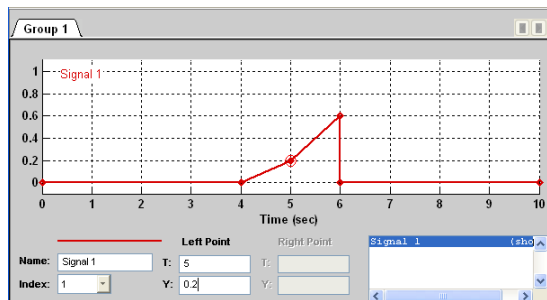 Group 1
1
Signal 1
0.8
0.6
0.4
0.2
0
0 1 2 3 4 5 6 7 8 9 10
Time (sec)
Left Point Right Point Signal 1 (sho
Name: Signal 1 T: 5 T:
Index: 1 Y: 0.2 Y: